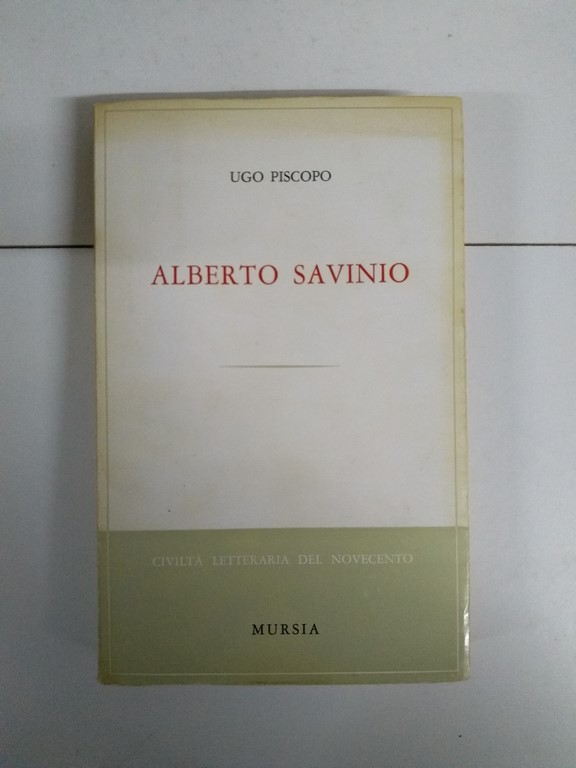 UGO PISCOPO
ALBERTO SAVINIO
CIVILTÀ LETTERARIA DEL NOVECENTO
MURSIA